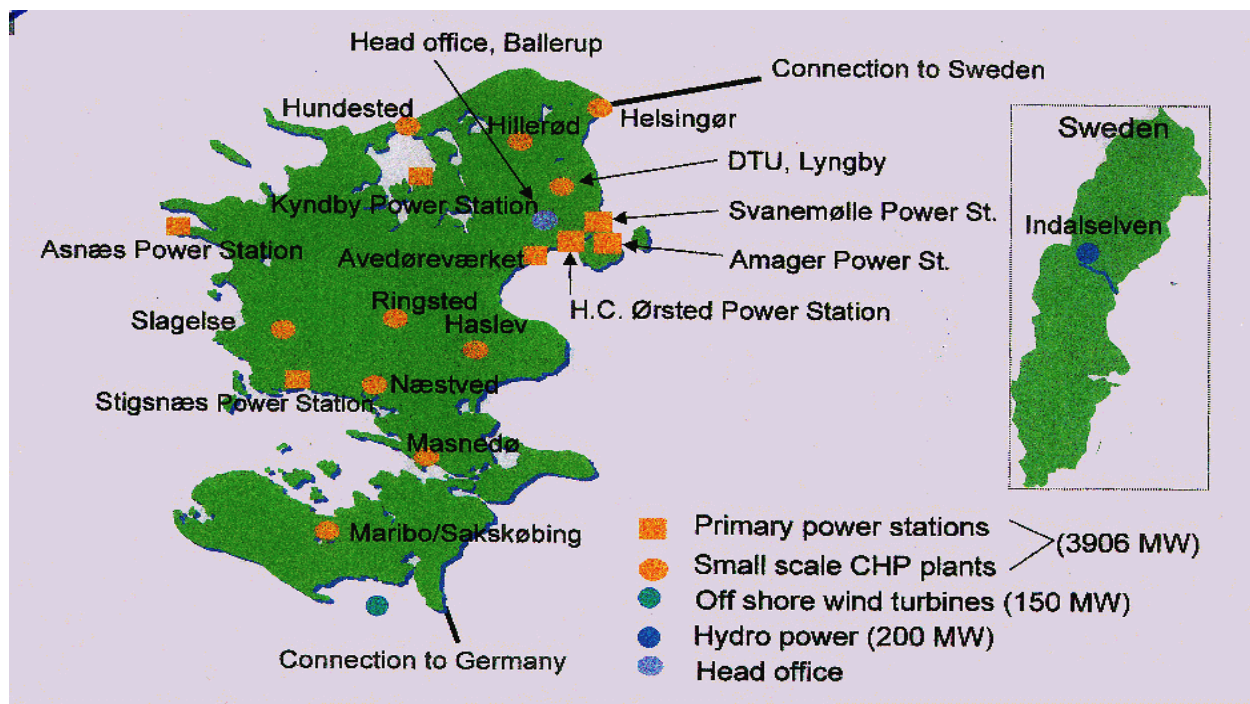 Head office, Ballerup
Connection to Sweden
Hundested
Hillerød
Helsingør
Sweden
DTU, Lyngby
Kyndby Power Station
Svanemølle Power St.
Indalselven
Asnæs Power Station
Avedøreværket
Amager Power St.
Ringsted
H.C. Ørsted Power Station
Slagelse
Haslev
Næstved
Stigsnæs Power Station
Masnedø
Primary power stations
(3906 MW)
Maribo/Sakskøbing
Small scale CHP plants
Off shore wind turbines (150 MW)
Hydro power (200 MW)
Connection to Germany
Head office